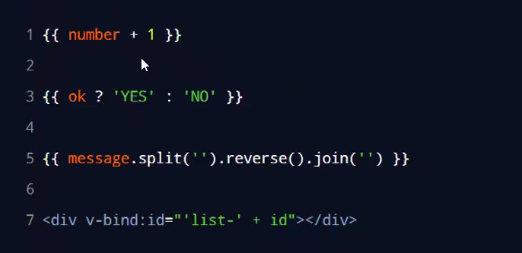 1 {{ number + 1 }}
2
3 {{ ok ? 'YES' : 'NO' }}
4
5 {{ message.split('').reverse().join('') }}
6
7 <div v-bind:id="'list-' + id"></div>